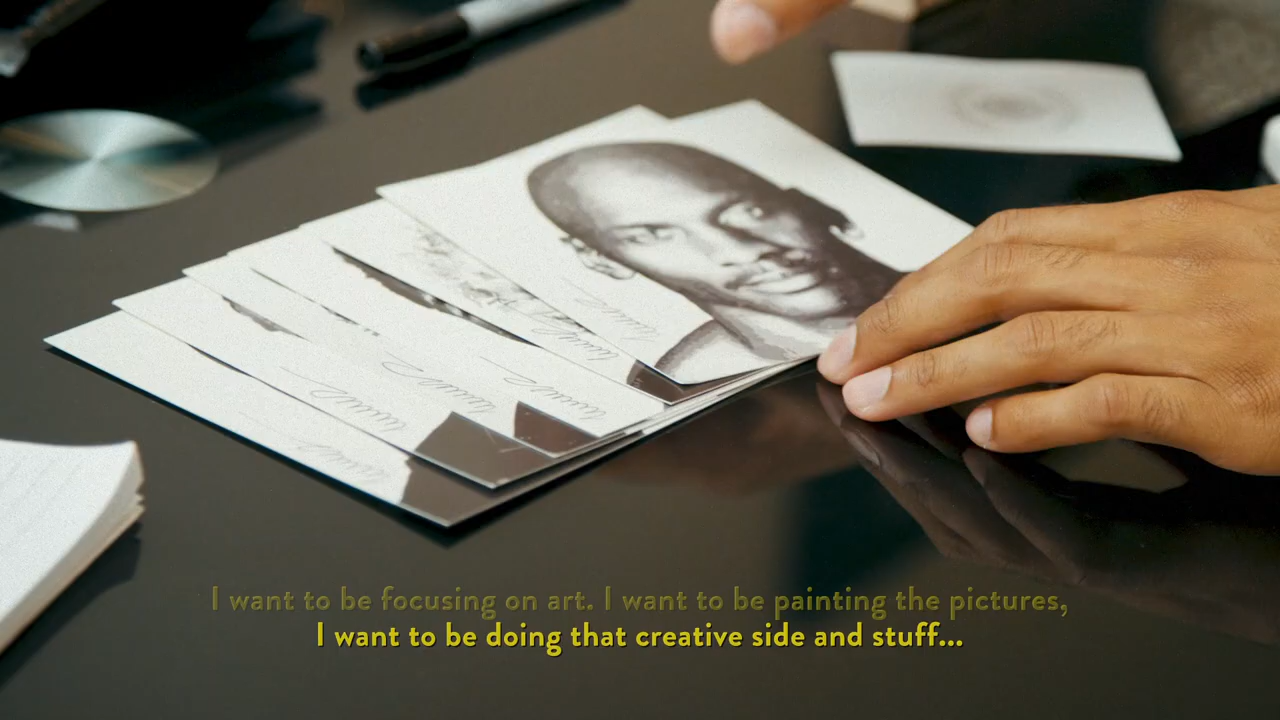 I want to be focusing on art. I want to be painting the pictures,
I want to be doing that creative side and stuff...